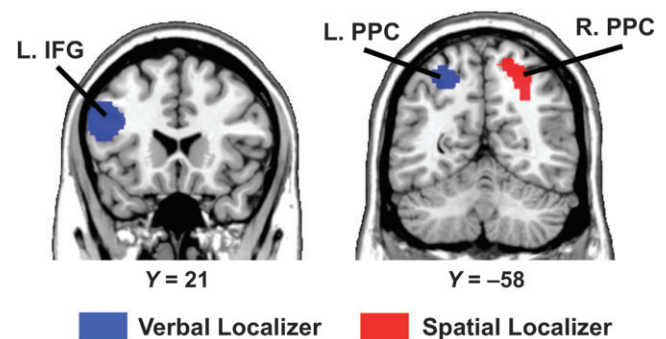 L. IFG
L. PPC
R. PPC
Y = 21
Y = –58
Verbal Localizer
Spatial Localizer